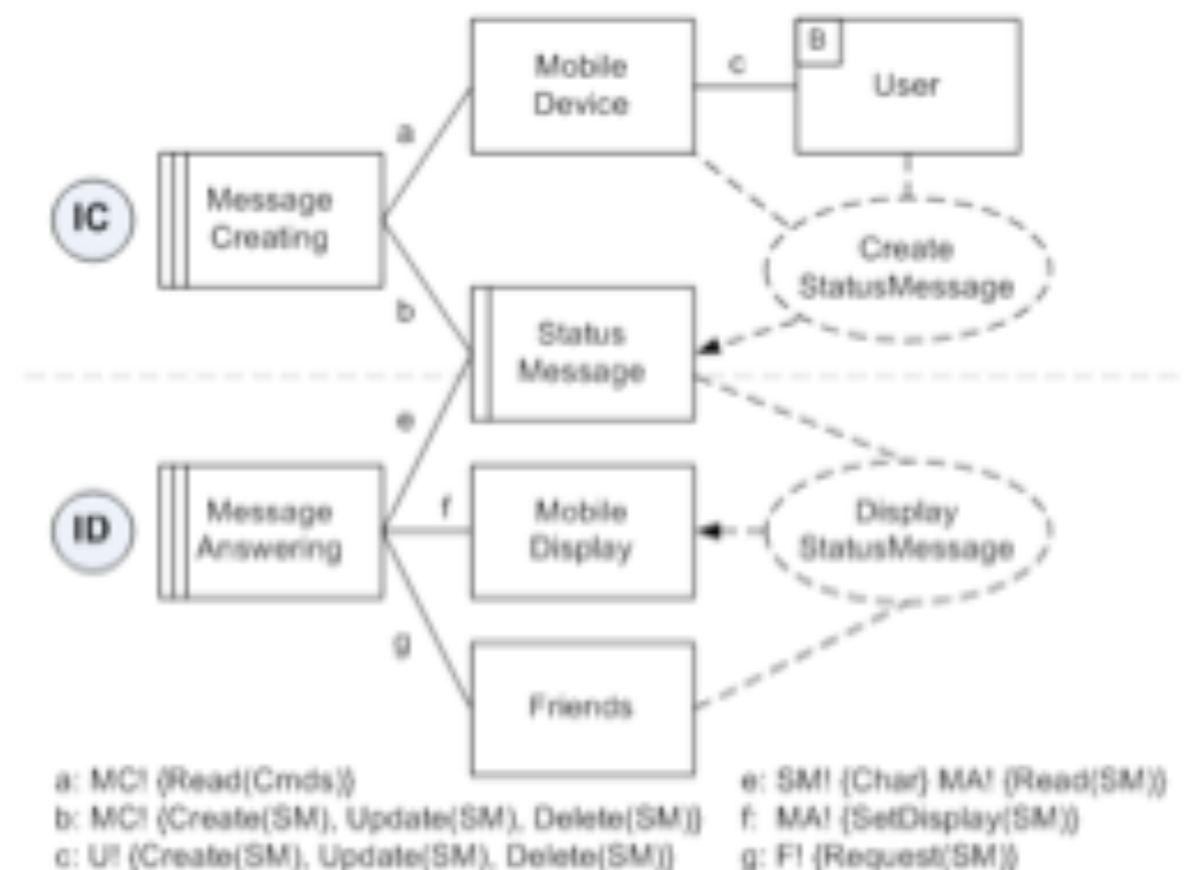 Mobile
Device
c
B
User
a
IC
Message
Creating
Create
StatusMessage
b
Status
Message
e
ID
Message
Answering
f
Mobile
Display
Display
StatusMessage
g
Friends
a: MC! {Read(Cmds)}
b: MC! {Create(SM), Update(SM), Delete(SM)}
c: U! {Create(SM), Update(SM), Delete(SM)}
e: SM! {Char} MA! {Read(SM)}
f: MA! {SetDisplay(SM)}
g: F! {Request(SM)}